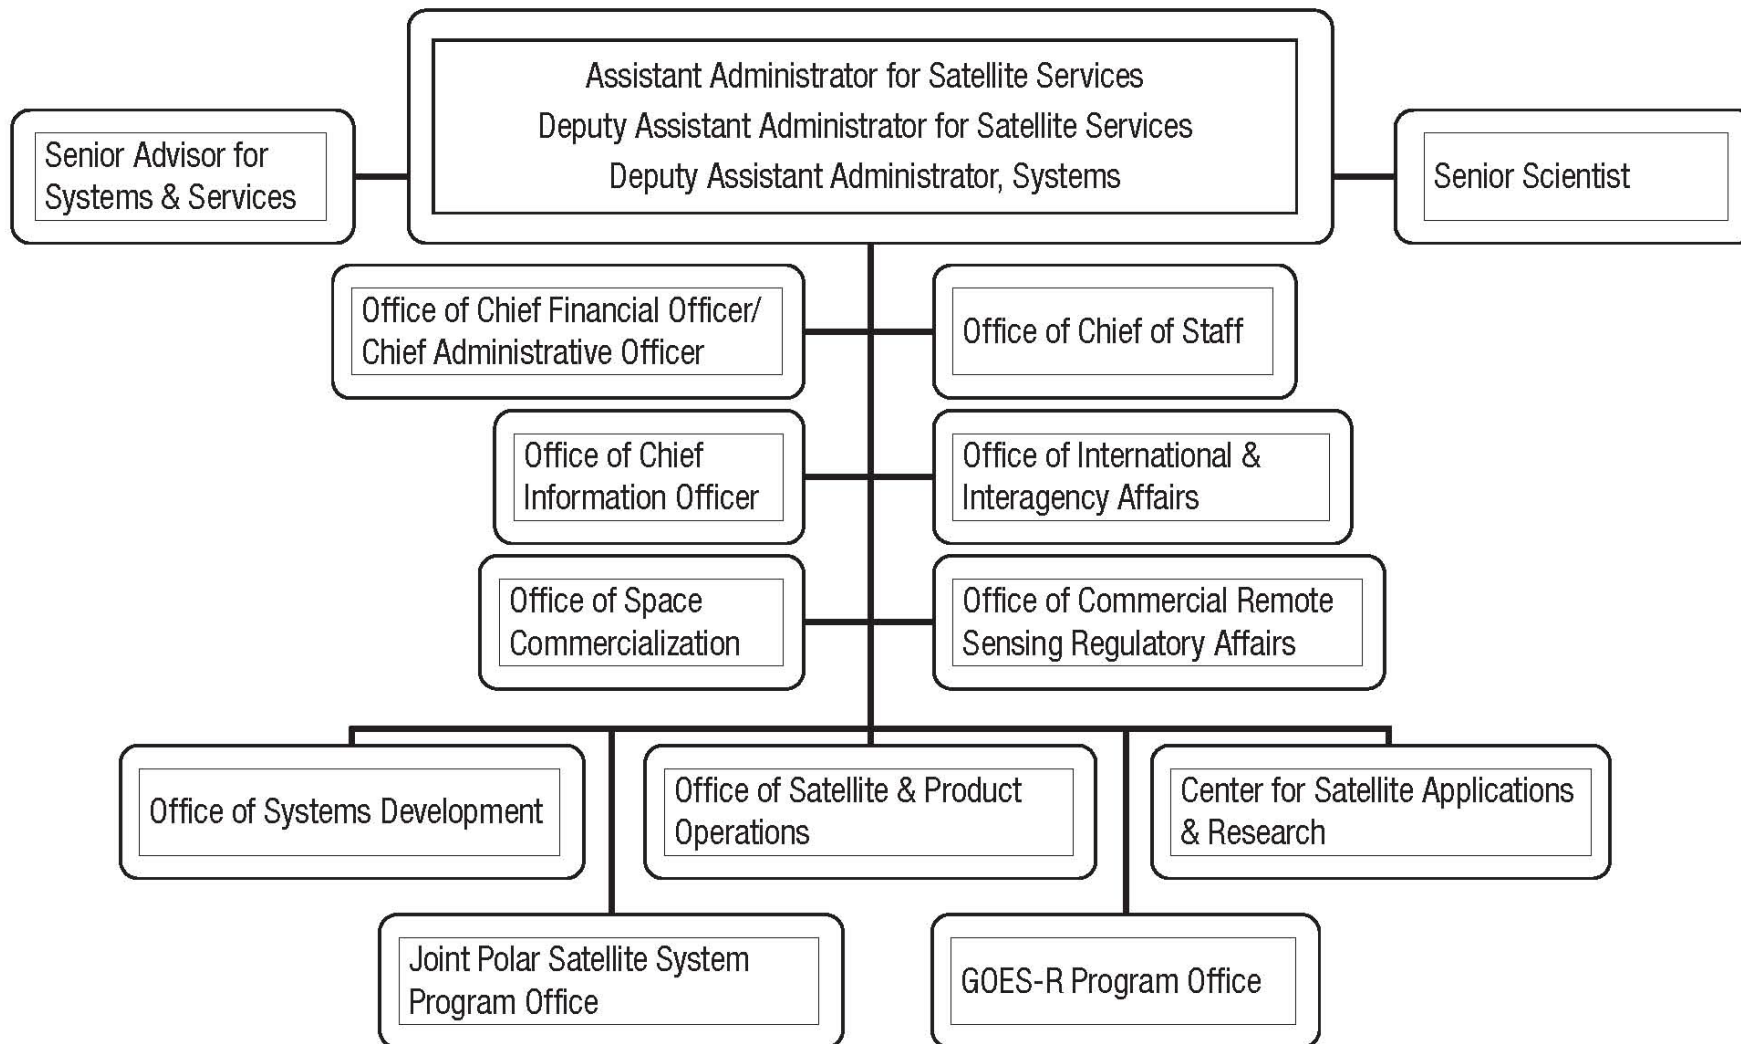 Assistant Administrator for Satellite Services
Deputy Assistant Administrator for Satellite Services
Deputy Assistant Administrator, Systems
Senior Advisor for
Systems & Services
Senior Scientist
Office of Chief Financial Officer/
Chief Administrative Officer
Office of Chief of Staff
Office of Chief
Information Officer
Office of International &
Interagency Affairs
Office of Space
Commercialization
Office of Commercial Remote
Sensing Regulatory Affairs
Office of Systems Development
Office of Satellite & Product
Operations
Center for Satellite Applications
& Research
Joint Polar Satellite System
Program Office
GOES-R Program Office